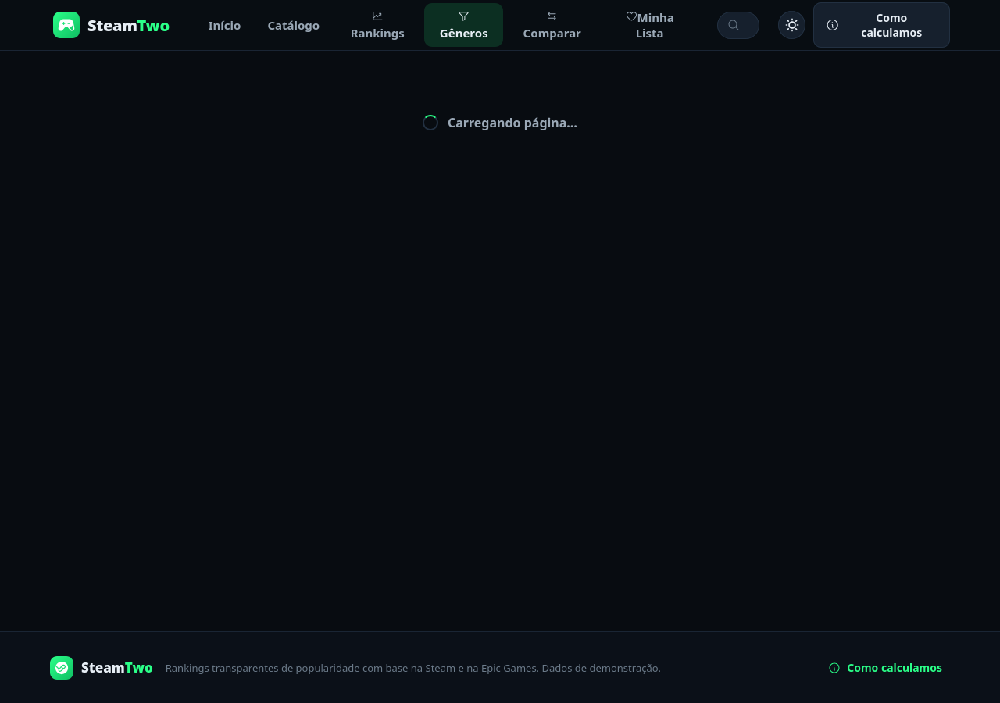 SteamTwo
Início
Catálogo
Rankings
Gêneros
Comparar
Minha
Lista
Como
calculamos
Carregando página...
SteamTwo
Rankings transparentes de popularidade com base na Steam e na Epic Games. Dados de demonstração.
Como calculamos